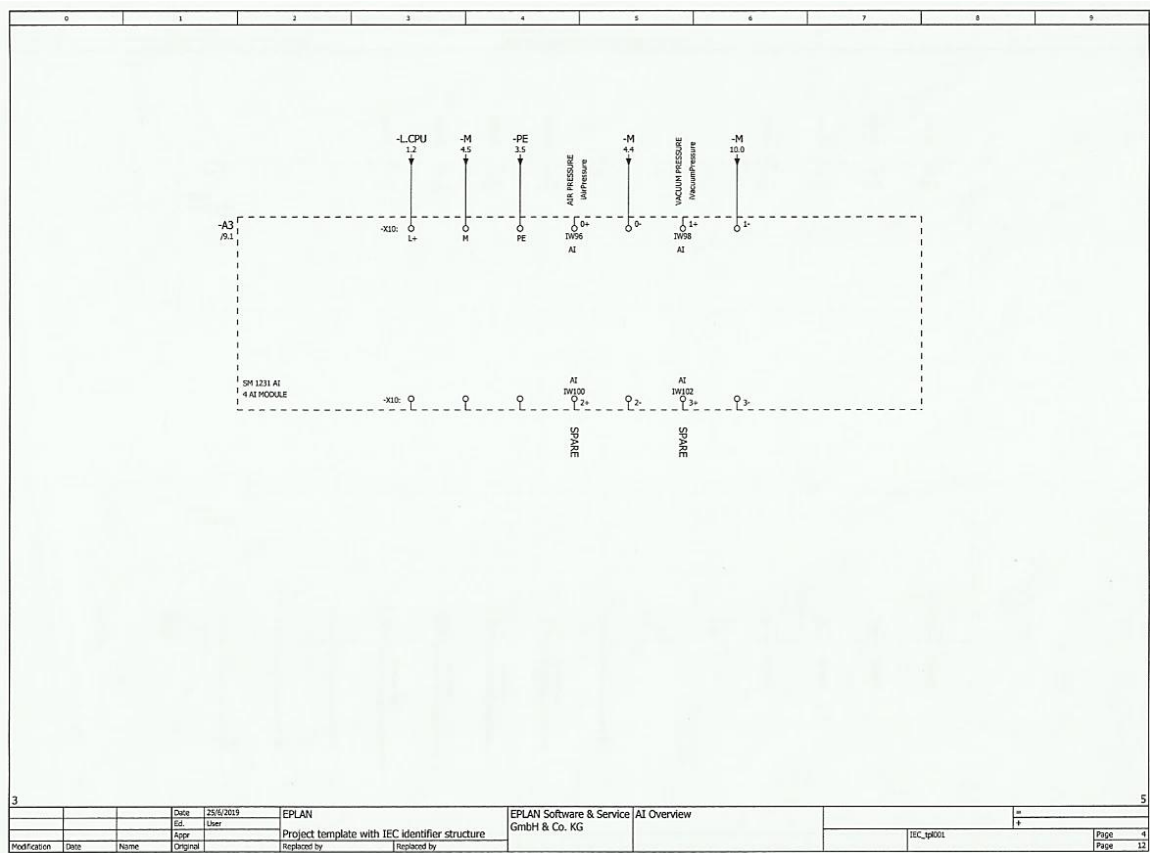 0 1 2 3 4 5 6 7 8 9
-L.CPU -M -PE -M -M
1.2 4.5 3.5 4.4 10.0
AIR PRESSURE
iAirPressure
VACUUM PRESSURE
iVacuumPressure
-A3
/9.1
-X10: 0+ 0- 1+ 1-
L+ M PE IW96 IW98
AI AI
SM 1231 AI
4 AI MODULE
AI AI
IW100 IW102
-X10: 2+ 2- 3+ 3-
SPARE SPARE
3 5
Date 25/6/2019 EPLAN EPLAN Software & Service AI Overview =
Ed. User GmbH & Co. KG +
Appr Project template with IEC identifier structure IEC_tpl001 Page 4
Modification Date Name Original Replaced by Replaced by Page 12